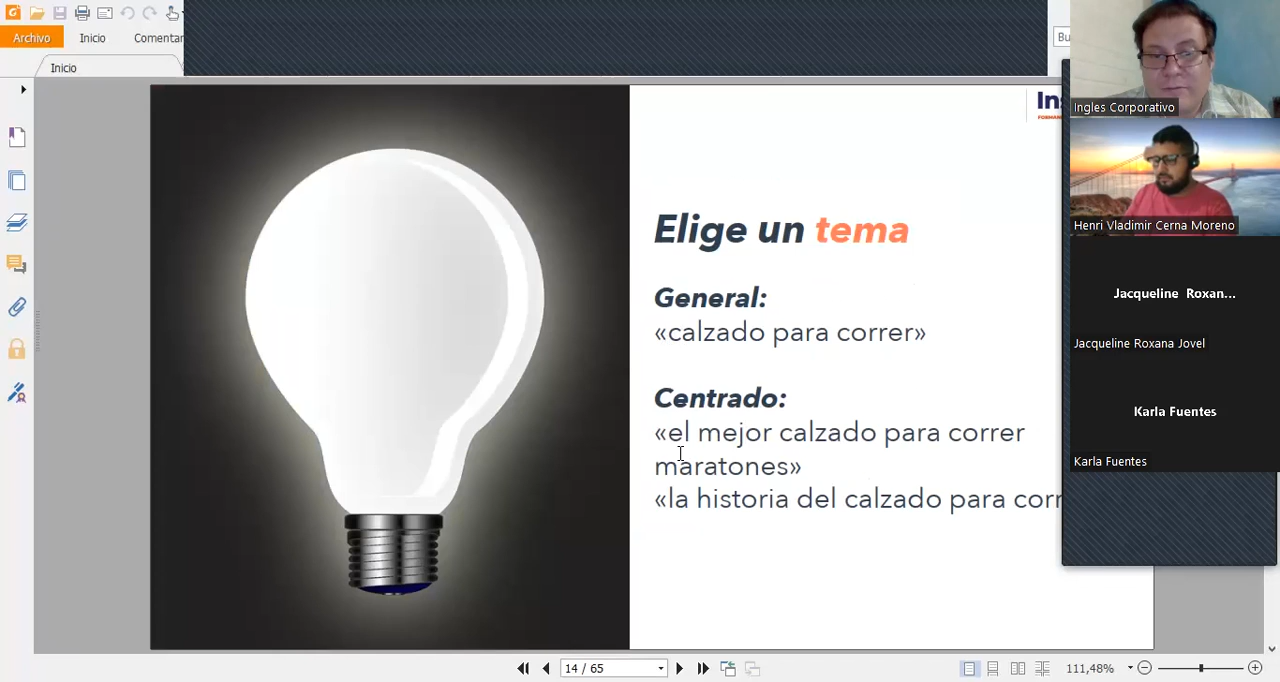 Archivo
Inicio
Comentar
Bu
Inicio
Ins
Elige un tema
General:
«calzado para correr»
Centrado:
«el mejor calzado para correr
maratones»
«la historia del calzado para corr
Ingles Corporativo
Henri Vladimir Cerna Moreno
Jacqueline Roxan...
Jacqueline Roxana Jovel
Karla Fuentes
Karla Fuentes
14 / 65
111,48%